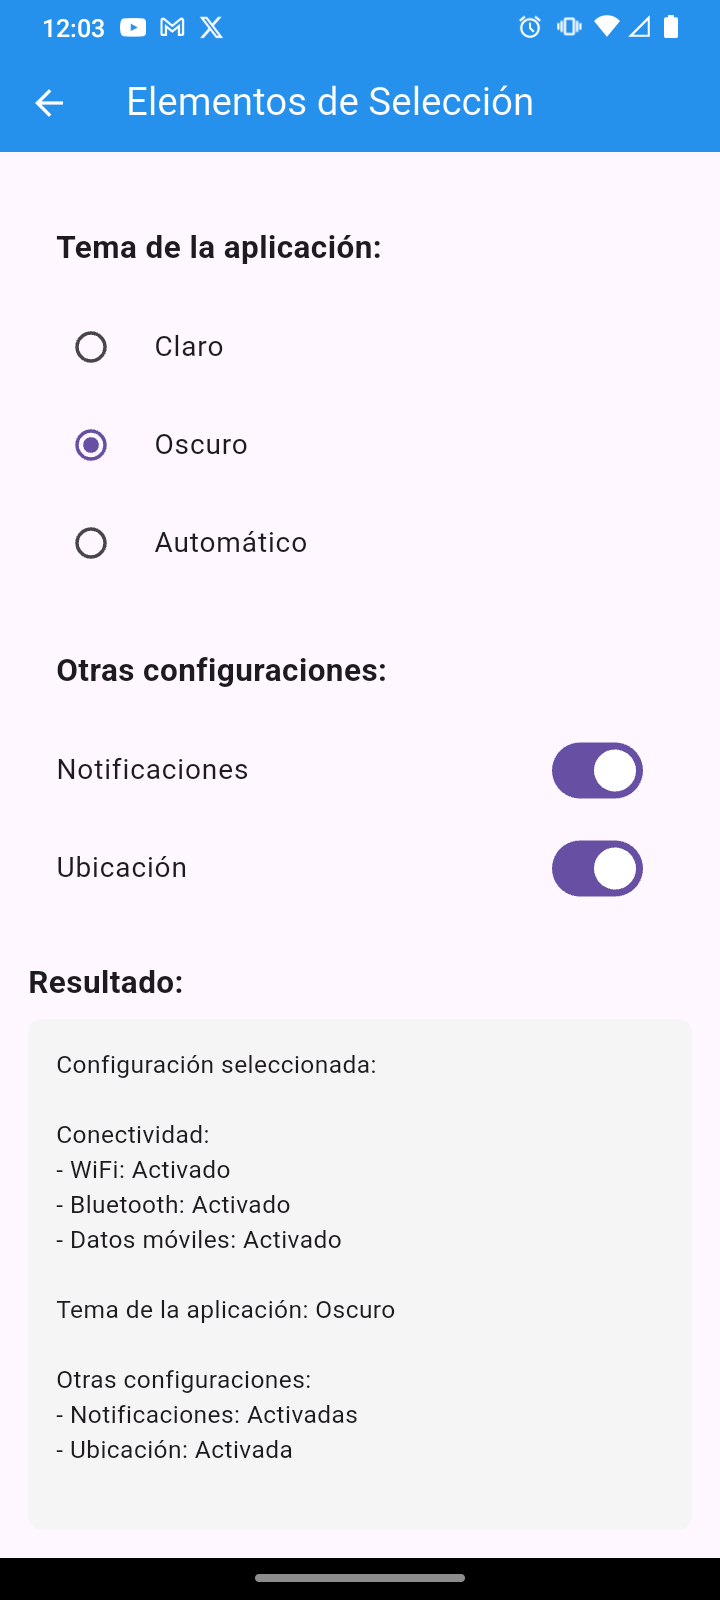 12:03
Elementos de Selección
Tema de la aplicación:
Claro
Oscuro
Automático
Otras configuraciones:
Notificaciones
Ubicación
Resultado:
Configuración seleccionada:
Conectividad:
- WiFi: Activado
- Bluetooth: Activado
- Datos móviles: Activado
Tema de la aplicación: Oscuro
Otras configuraciones:
- Notificaciones: Activadas
- Ubicación: Activada